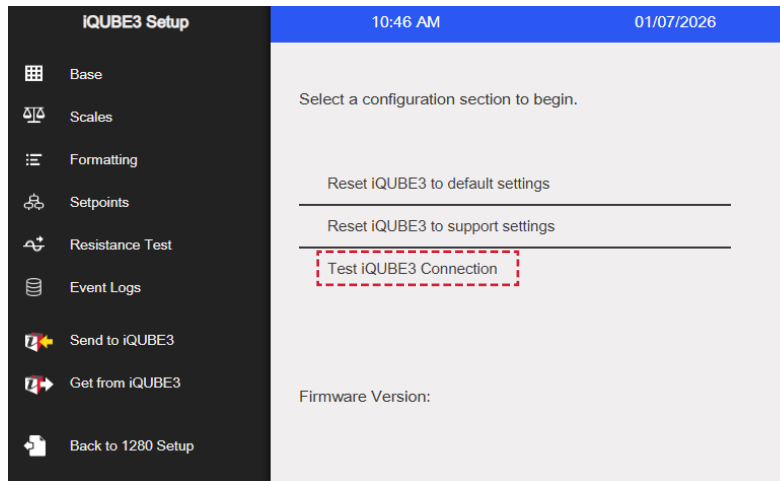 iQUBE3 Setup
10:46 AM
01/07/2026
Base
Scales
Formatting
Setpoints
Resistance Test
Event Logs
Send to iQUBE3
Get from iQUBE3
Back to 1280 Setup
Select a configuration section to begin.
Reset iQUBE3 to default settings
Reset iQUBE3 to support settings
Test iQUBE3 Connection
Firmware Version: